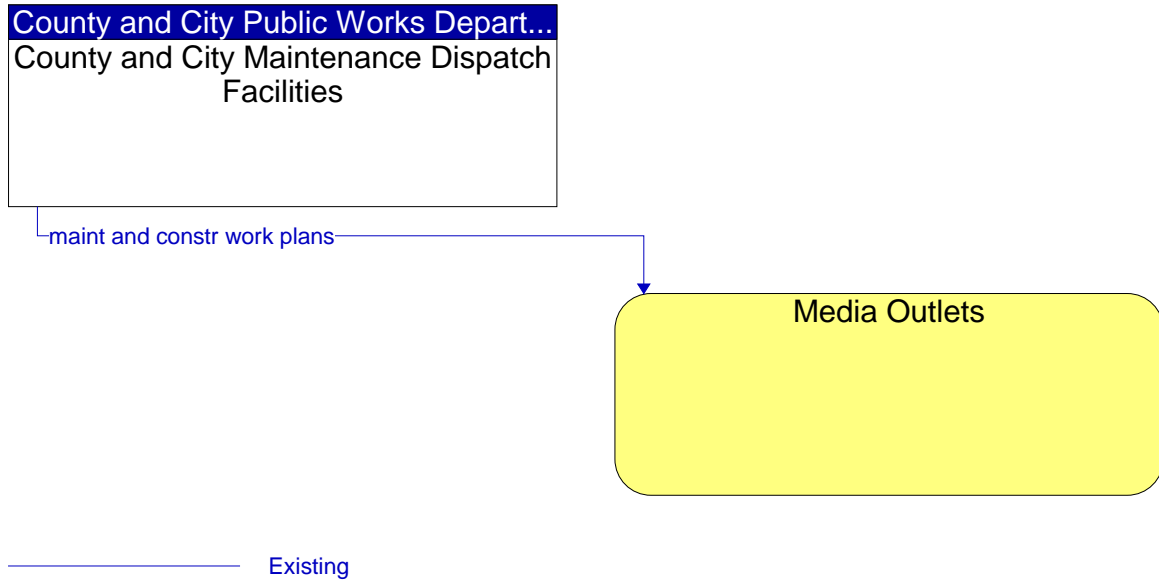 County and City Public Works Depart...
County and City Maintenance Dispatch
Facilities
maint and constr work plans
Media Outlets
Existing